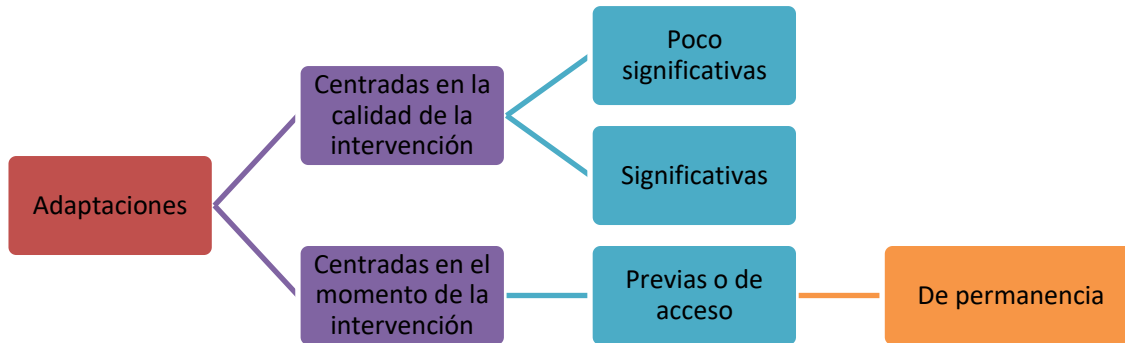 Adaptaciones
Centradas en la
calidad de la
intervención
Poco
significativas
Significativas
Centradas en el
momento de la
intervención
Previas o de
acceso
De permanencia